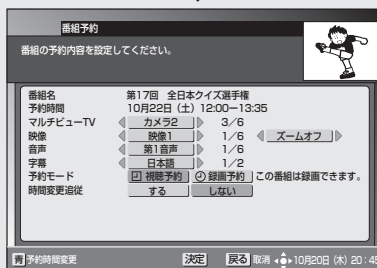 番組予約
番組の予約内容を設定してください。
番組名 第17回 全日本クイズ選手権
予約時間 10月22日（土）12:00ー13:35
マルチビューTV カメラ2 3/6
映像 映像1 1/6 ズームオフ
音声 第1音声 1/6
字幕 日本語 1/2
予約モード 視聴予約 録画予約 この番組は録画できます。
時間変更追従 する しない
青 予約時間変更 決定 戻る 取消 10月20日（木）20:45